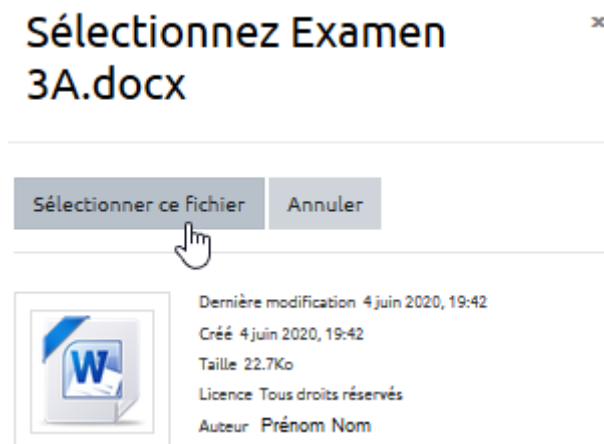 Sélectionnez Examen
3A.docx
Sélectionner ce fichier
Annuler
W
Dernière modification 4 juin 2020, 19:42
Créé 4 juin 2020, 19:42
Taille 22.7Ko
Licence Tous droits réservés
Auteur Prénom Nom